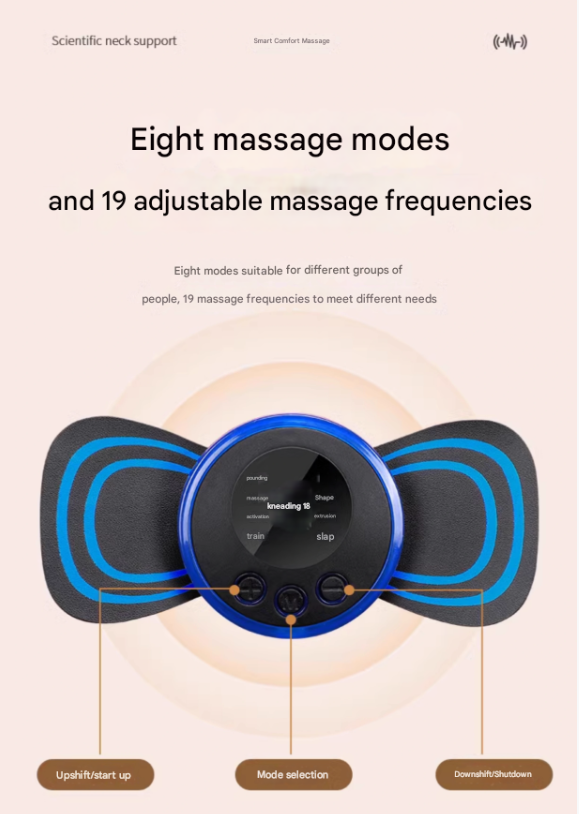 Scientific neck support
Smart Comfort Massage
Eight massage modes
and 19 adjustable massage frequencies
Eight modes suitable for different groups of
people, 19 massage frequencies to meet different needs
pounding
massage
Shape
kneading 18
activation
extrusion
train
slap
+
M
−
Upshift/start up
Mode selection
Downshift/Shutdown